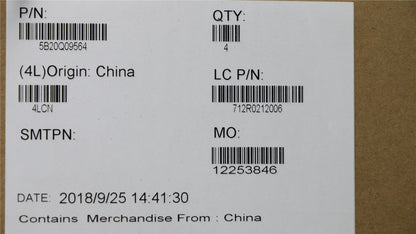 P/N:
5B20Q09564
QTY:
4
(4L)Origin: China
4LCN
LC P/N:
712R0212006
SMTPN:
MO:
12253846
DATE: 2018/9/25 14:41:30
Contains Merchandise From : China